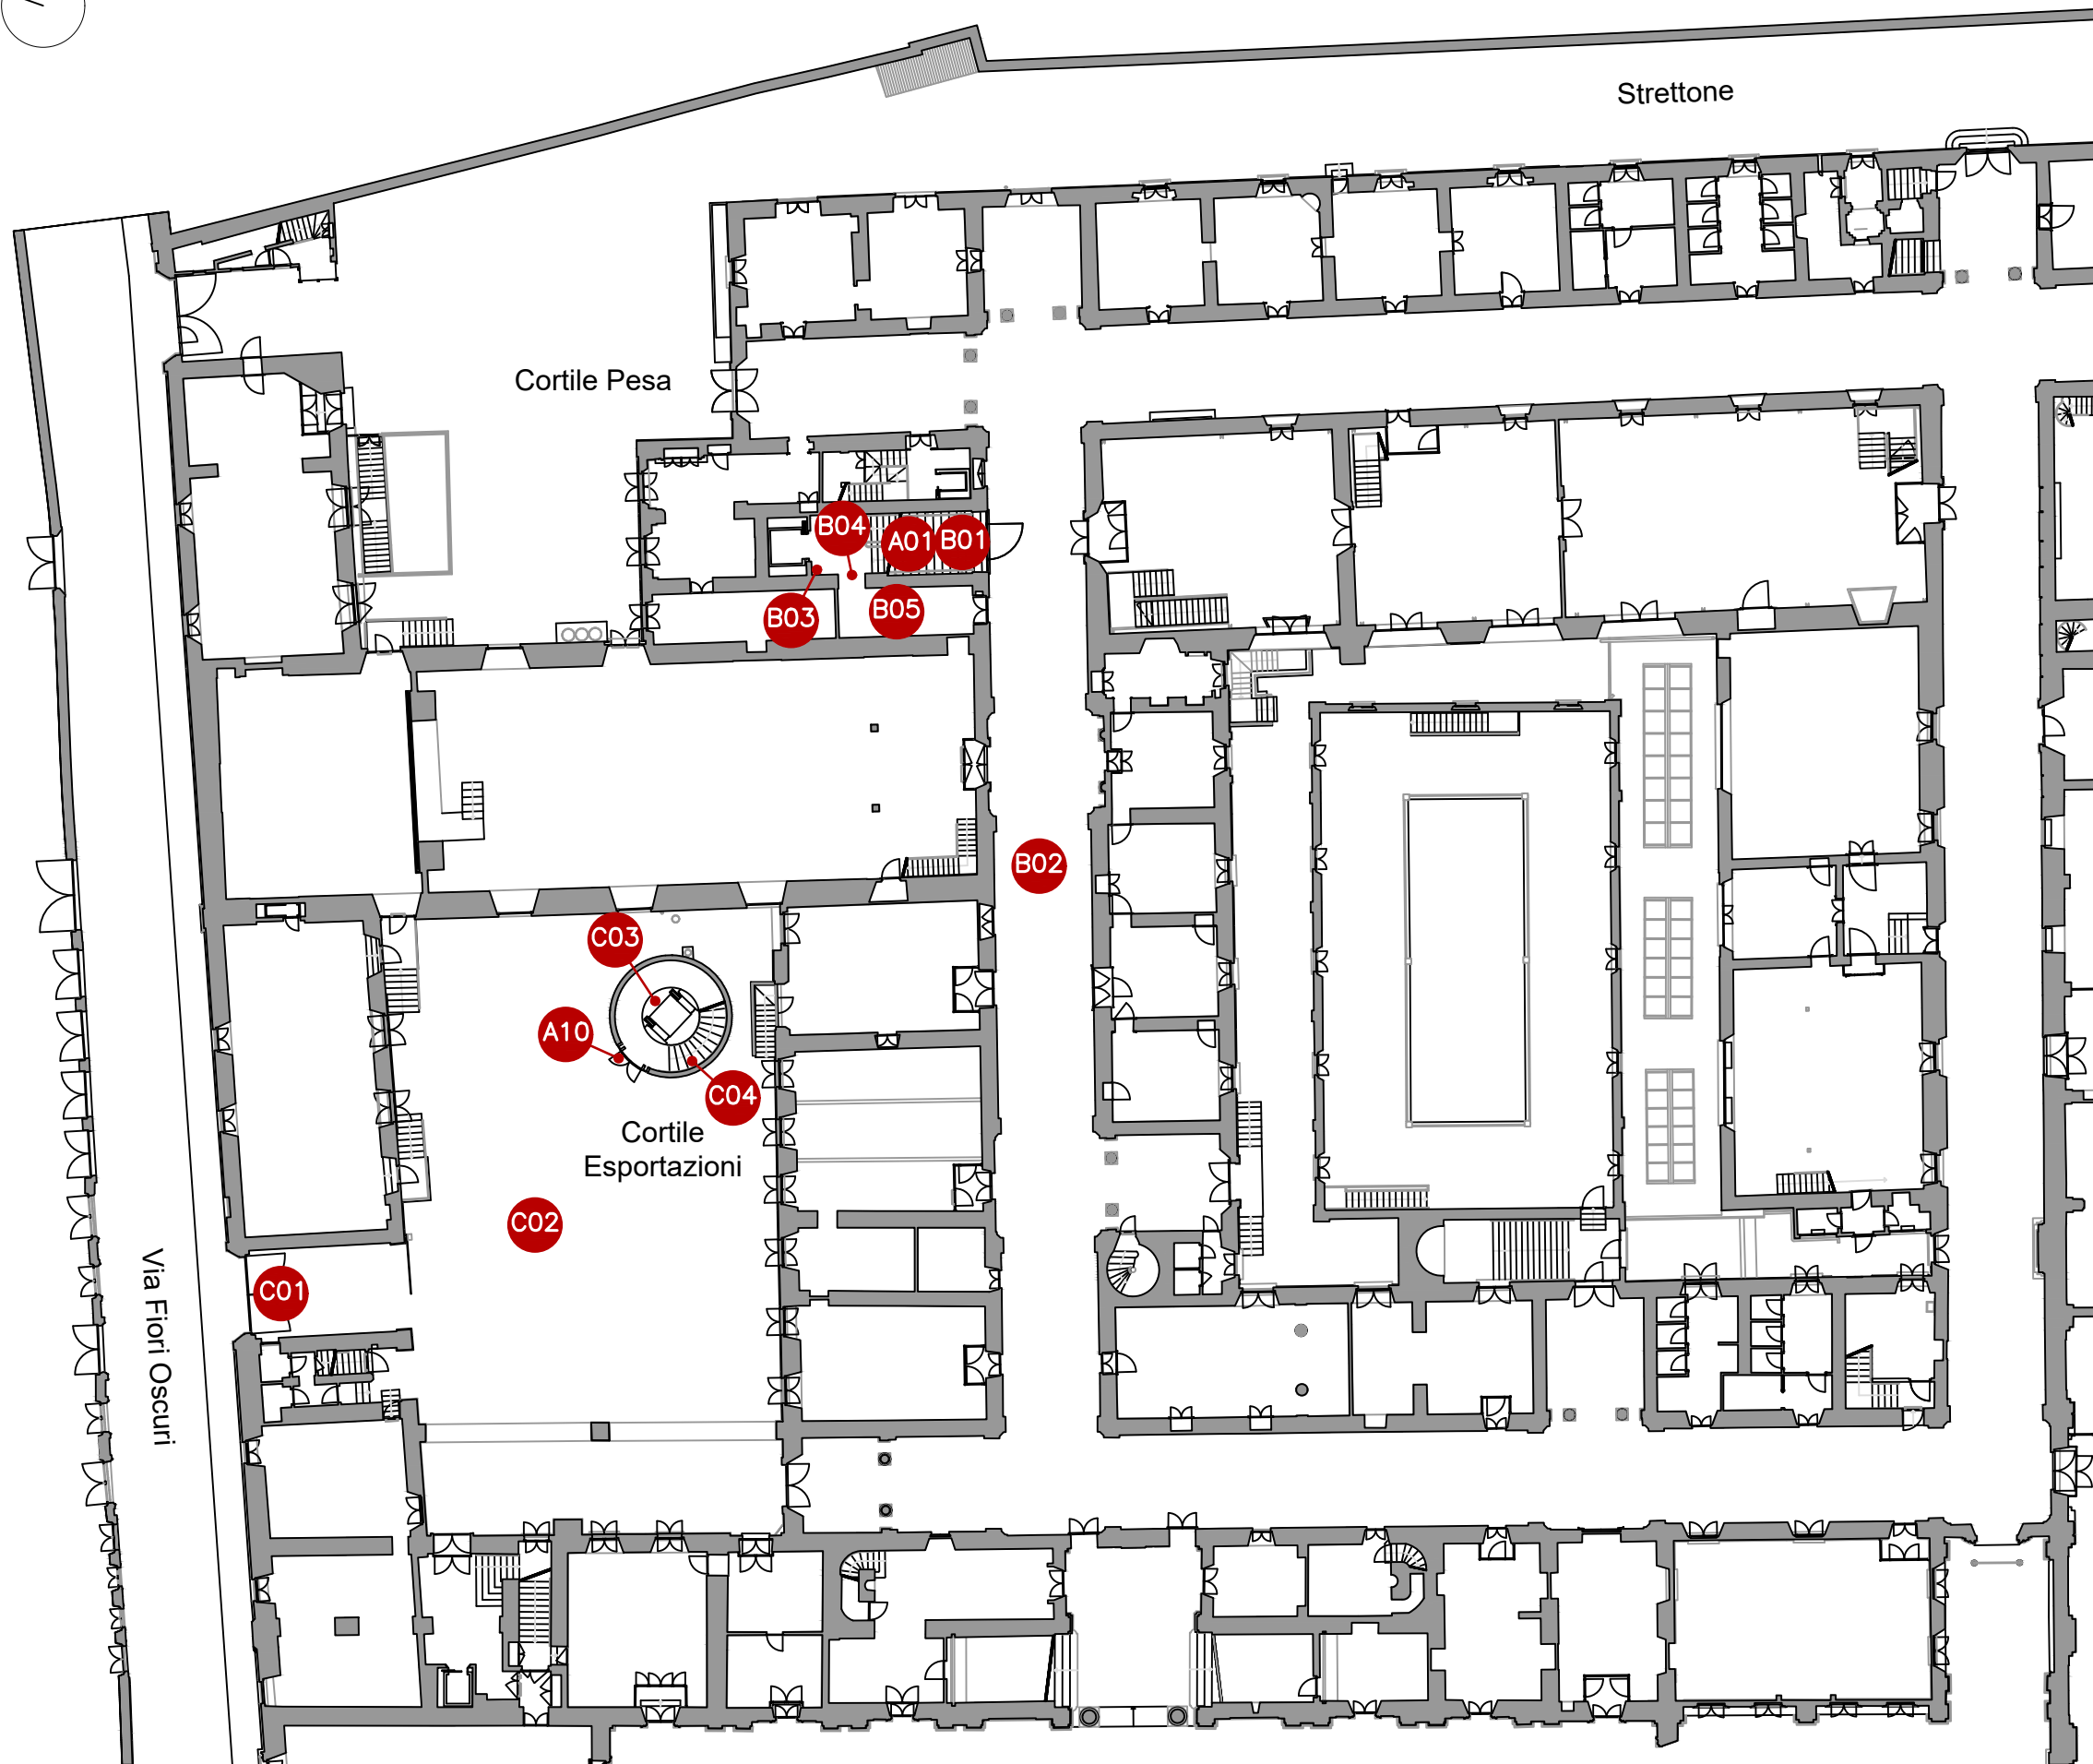 Strettone
Cortile Pesa
B04
A01
B01
B03
B05
B02
C03
A10
C04
Cortile
Esportazioni
C02
C01
Via Fiori Oscuri